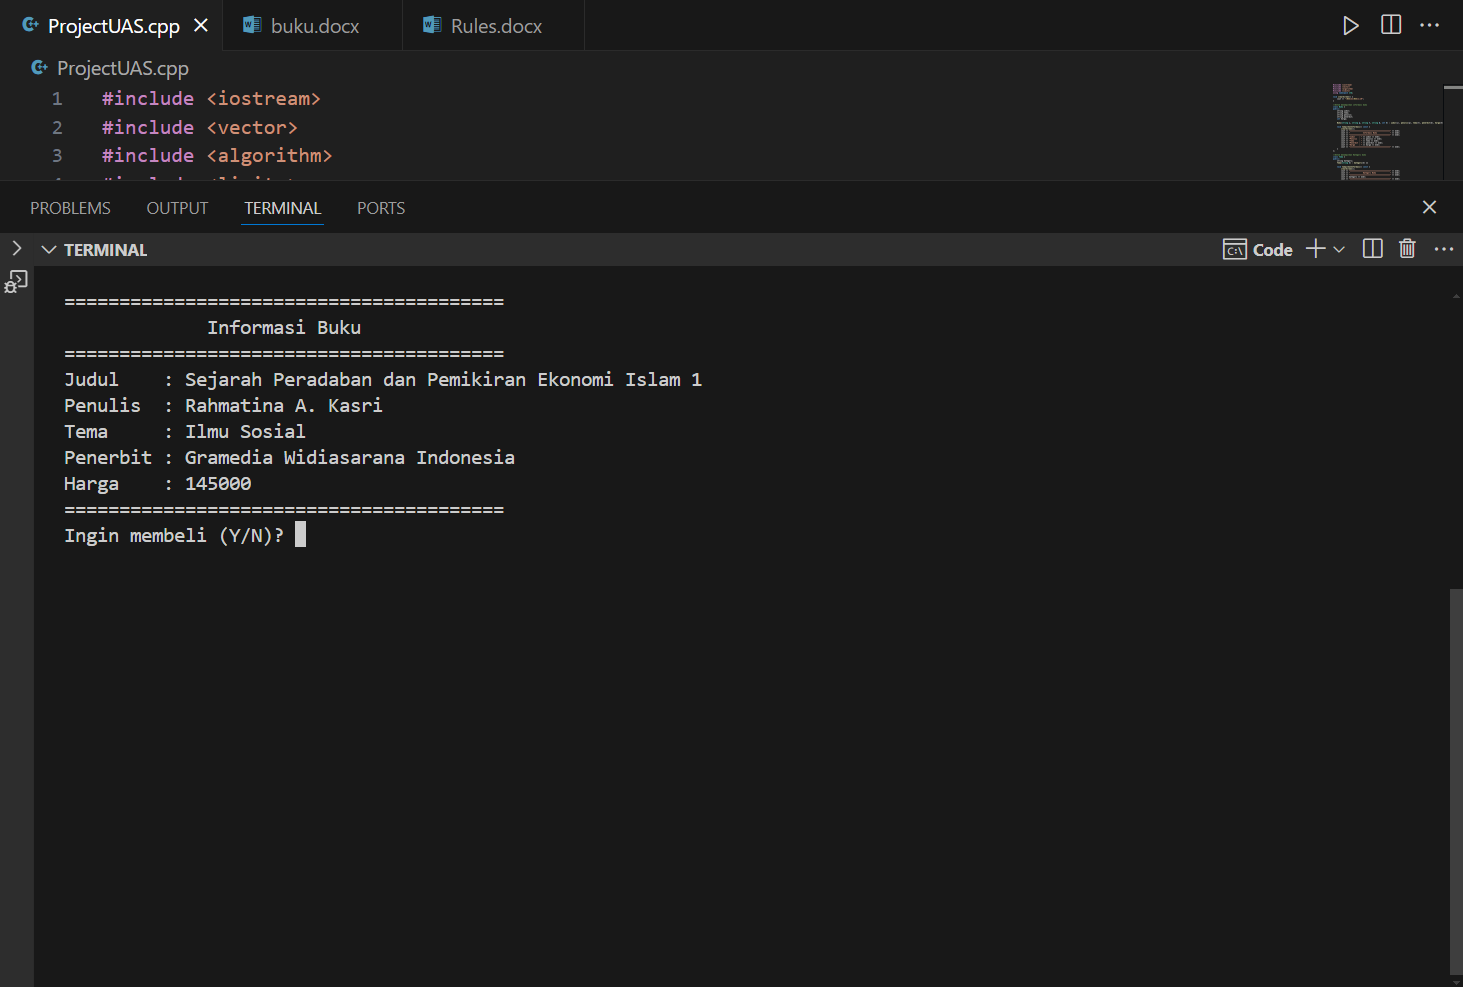 ProjectUAS.cpp
buku.docx
Rules.docx
ProjectUAS.cpp
1 #include <iostream>
2 #include <vector>
3 #include <algorithm>
PROBLEMS OUTPUT TERMINAL PORTS
TERMINAL
Code
========================================
Informasi Buku
========================================
Judul    : Sejarah Peradaban dan Pemikiran Ekonomi Islam 1
Penulis  : Rahmatina A. Kasri
Tema     : Ilmu Sosial
Penerbit : Gramedia Widiasarana Indonesia
Harga    : 145000
========================================
Ingin membeli (Y/N)?